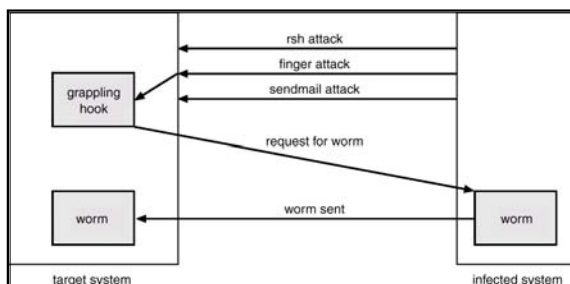 rsh attack
finger attack
sendmail attack
grappling
hook
request for worm
worm sent
worm
worm
target system
infected system